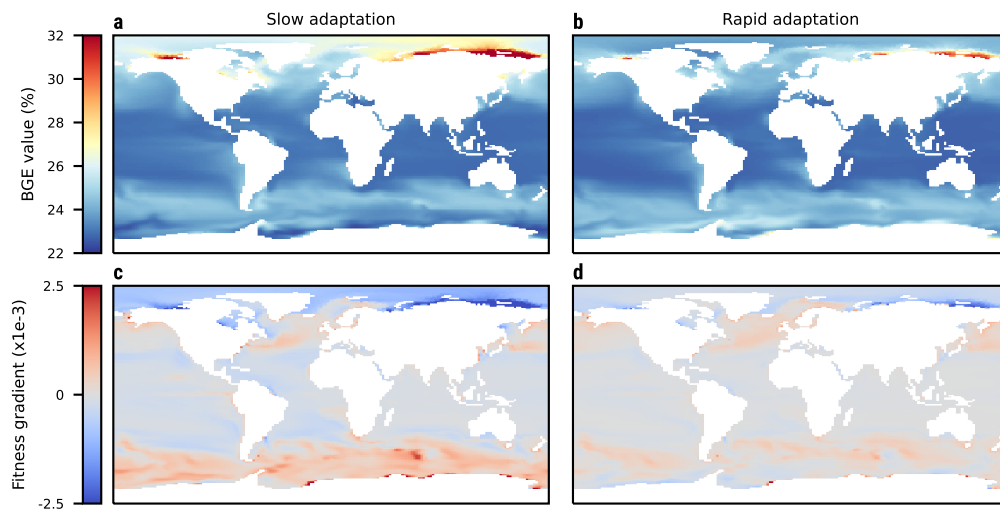 a Slow adaptation
b Rapid adaptation
BGE value (%)
32
30
28
26
24
22
c
d
Fitness gradient (x1e-3)
2.5
0
-2.5